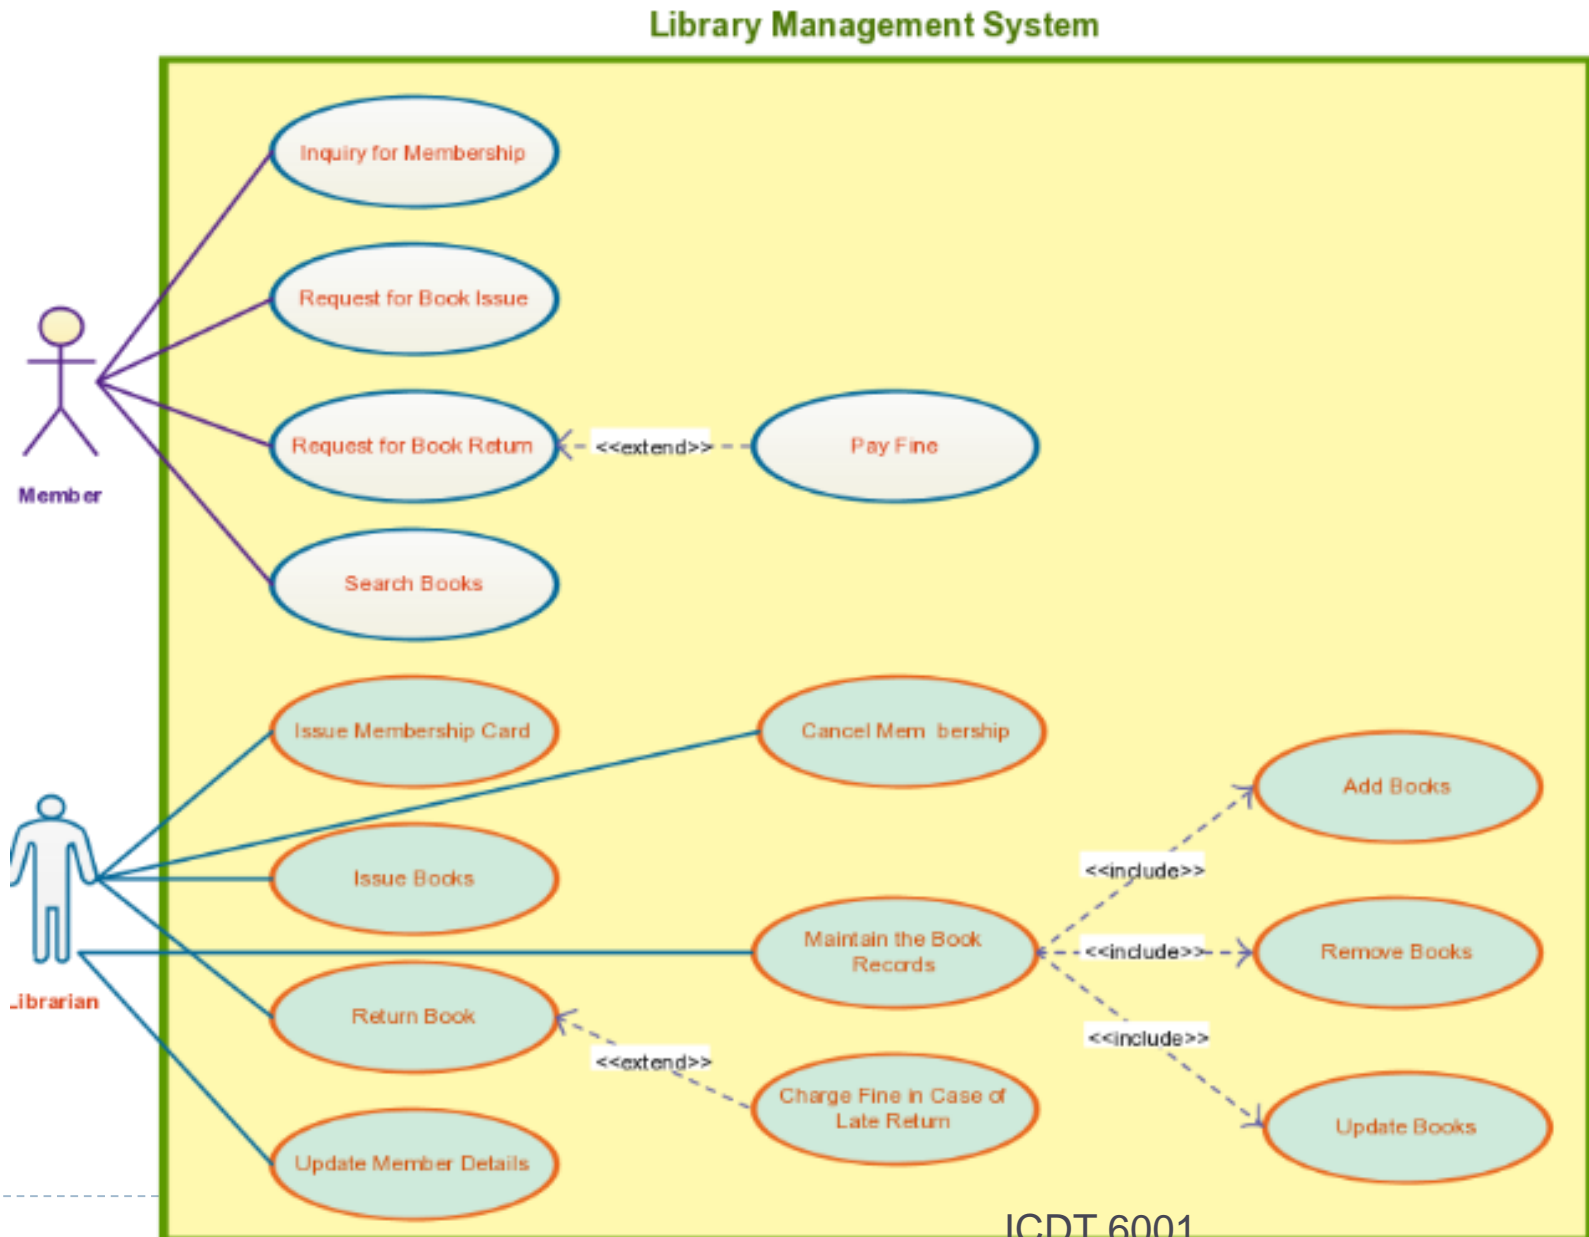 Library Management System
Inquiry for Membership
Request for Book Issue
Member
Request for Book Return
<<extend>>
Pay Fine
Search Books
Issue Membership Card
Cancel Mem bership
Add Books
<<include>>
Issue Books
Maintain the Book
Records
<<include>>
Remove Books
Librarian
Return Book
<<include>>
<<extend>>
Charge Fine in Case of
Late Return
Update Books
Update Member Details
ICDT 6001